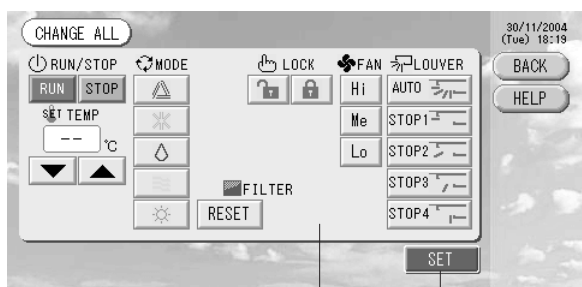 CHANGE ALL
30/11/2004
(Tue) 18:19
RUN/STOP
MODE
LOCK
FAN
LOUVER
BACK
RUN
STOP
Hi
AUTO
HELP
SET TEMP
Me
STOP1
-- °C
Lo
STOP2
FILTER
STOP3
RESET
STOP4
SET